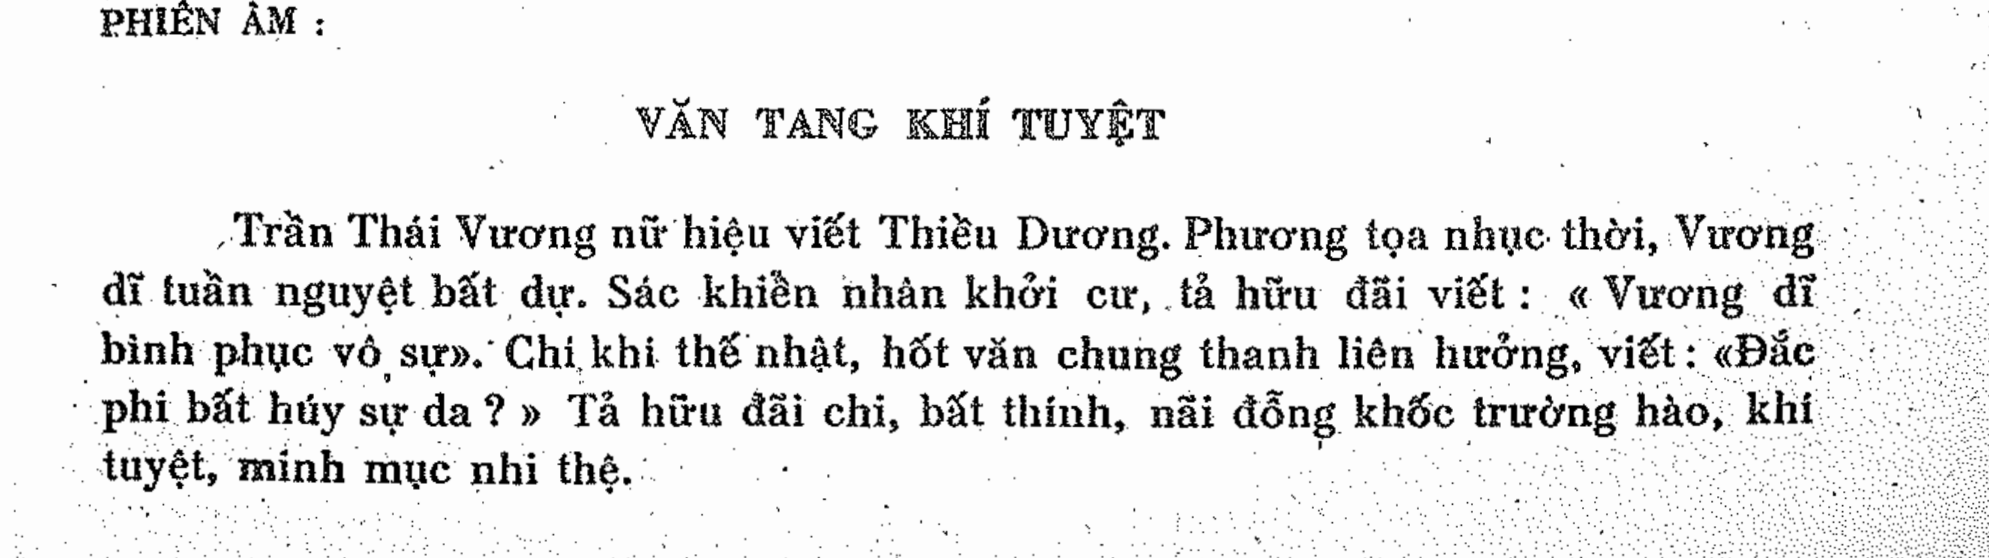 PHIÊN ÂM :
VĂN TANG KHÍ TUYỆT
Trần Thái Vương nữ hiệu viết Thiều Dương. Phương tọa nhục thời, Vương
dĩ tuần nguyệt bất dự. Sác khiển nhân khởi cư, tả hữu đãi viết : « Vương dĩ
bình phục vô sự». Chí khi thế nhật, hốt văn chung thanh liên hưởng, viết : «Đắc
phi bất húy sự da ? » Tả hữu đãi chi, bất thính, nãi đỗng khốc trường hào, khí
tuyệt, minh mục nhi thệ.